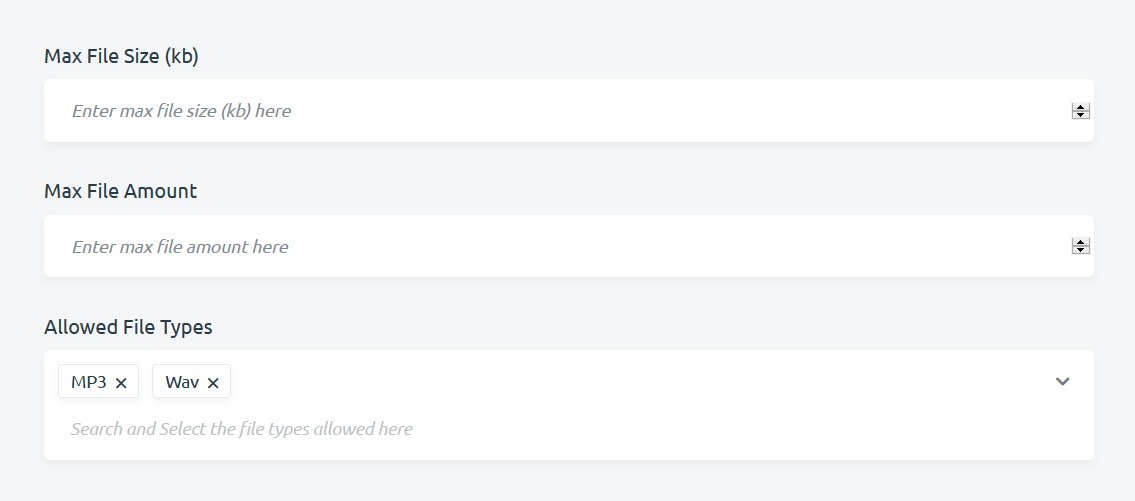 Max File Size (kb)
Enter max file size (kb) here
Max File Amount
Enter max file amount here
Allowed File Types
MP3 × Wav ×
Search and Select the file types allowed here